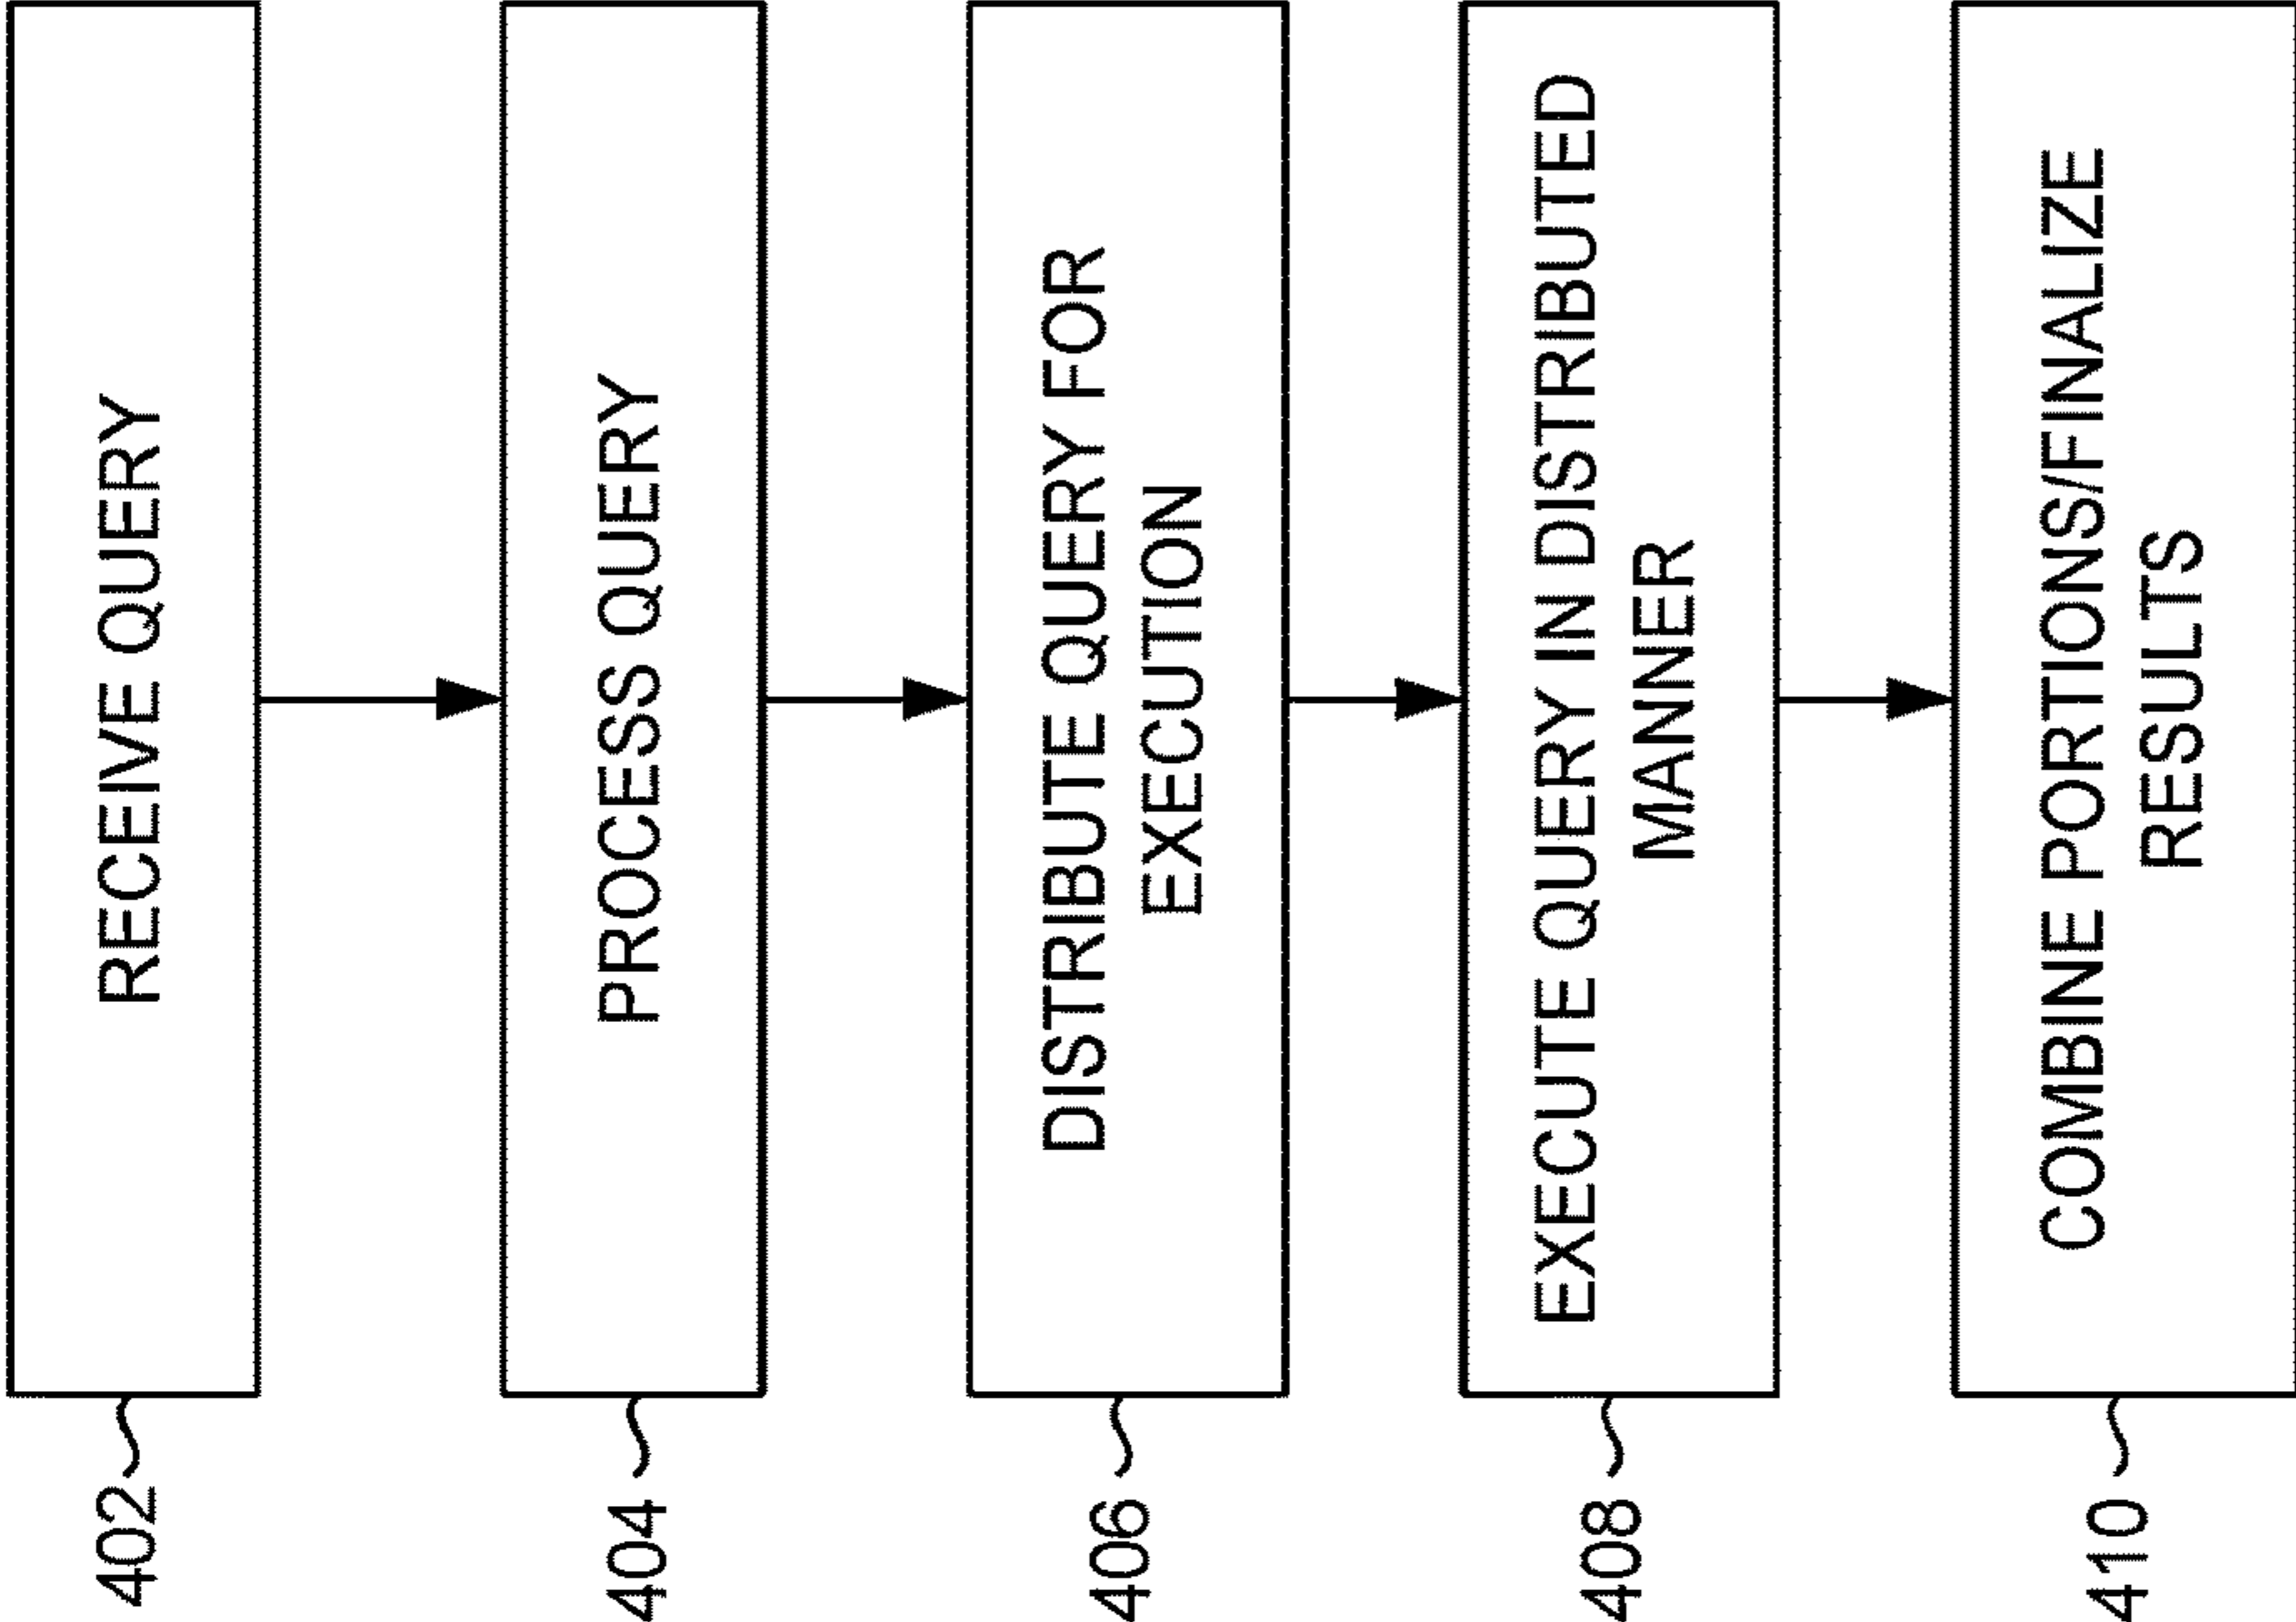 402
RECEIVE QUERY
404
PROCESS QUERY
406
DISTRIBUTE QUERY FOR
EXECUTION
408
EXECUTE QUERY IN DISTRIBUTED
MANNER
410
COMBINE PORTIONS/FINALIZE
RESULTS